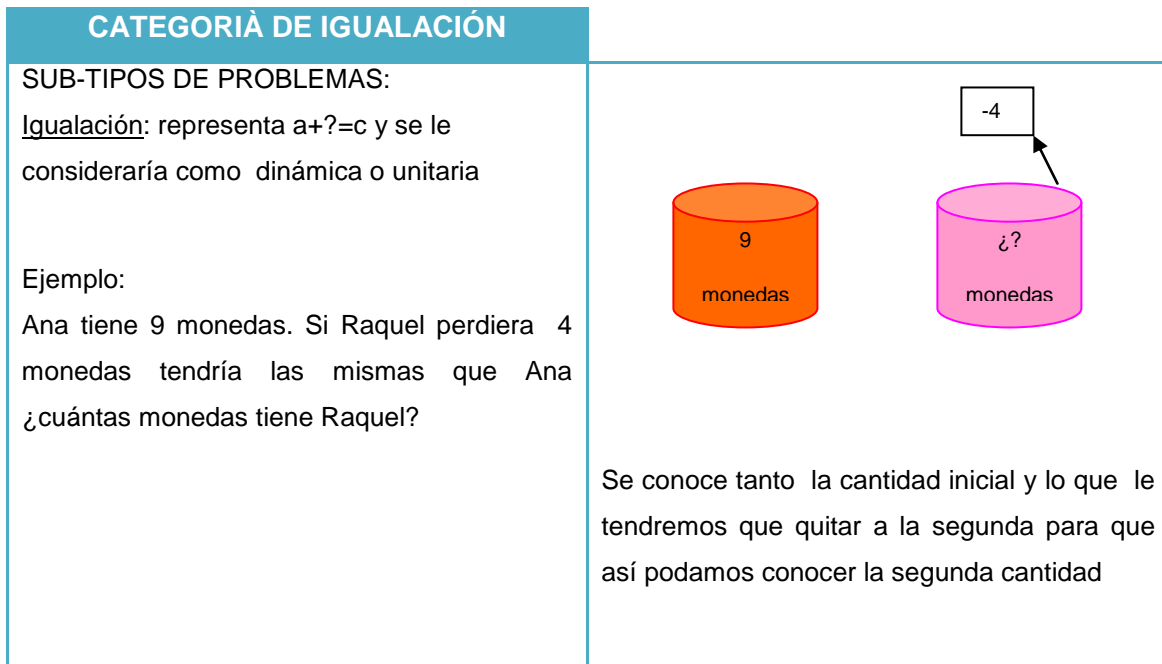 CATEGORIÀ DE IGUALACIÓN
SUB-TIPOS DE PROBLEMAS:
Igualación: representa a+?=c y se le
consideraría como dinámica o unitaria
Ejemplo:
Ana tiene 9 monedas. Si Raquel perdiera 4
monedas tendría las mismas que Ana
¿cuántas monedas tiene Raquel?
-4
9
monedas
¿?
monedas
Se conoce tanto la cantidad inicial y lo que le
tendremos que quitar a la segunda para que
así podamos conocer la segunda cantidad